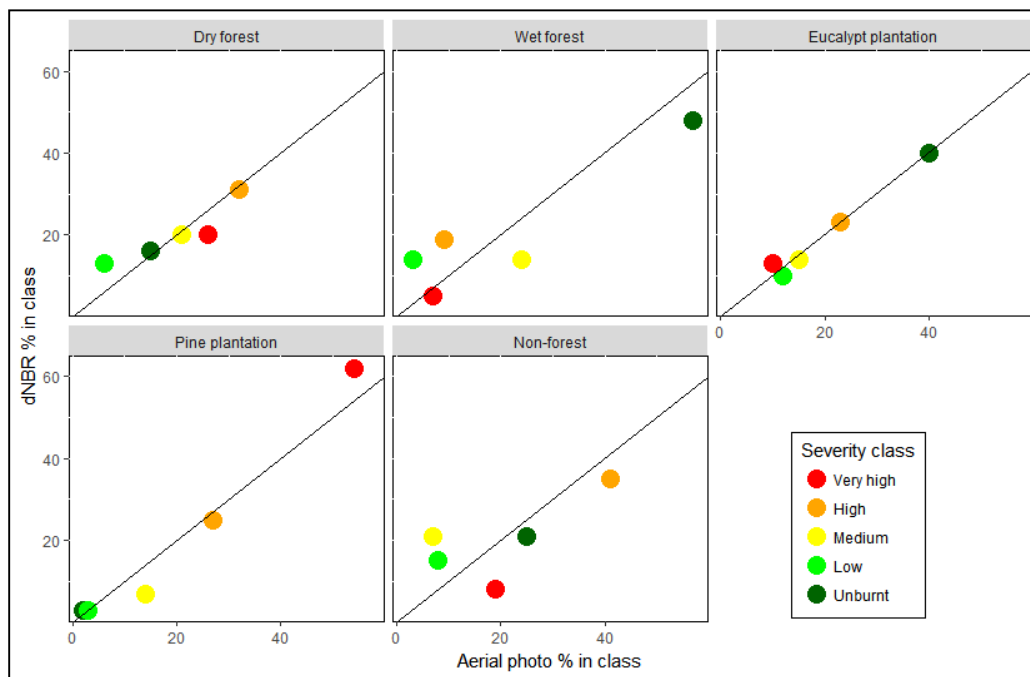 Dry forest
Wet forest
Eucalypt plantation
60
40
20
0
20
40
Pine plantation
Non-forest
60
40
20
0
20
40
0
20
40
dNBR % in class
Aerial photo % in class
Severity class
Very high
High
Medium
Low
Unburnt